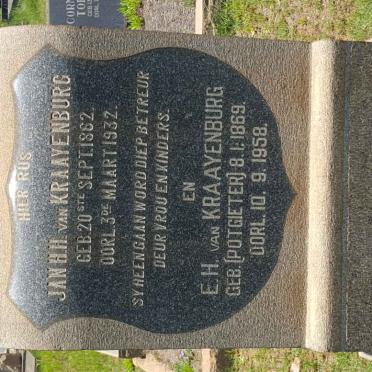 HIER RUS
JAN H.H. VAN KRAAYENBURG
GEB. 20STE SEPT. 1862.
OORL. 3DE MAART 1932.
SY HEENGAAN WORD DIEP BETREUR
DEUR VROU EN KINDERS.
EN
E.H. VAN KRAAYENBURG
GEB. (POTGIETER) 8.1.1869.
OORL. 10.9.1958.